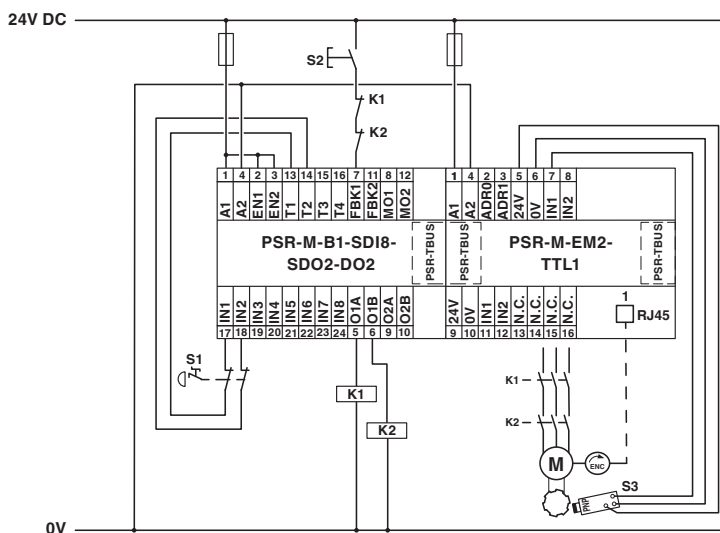 24V DC
S2
K1
K2
1 4 2 3 13 14 15 16 7 11 8 12
A1 A2 EN1 EN2 T1 T2 T3 T4 FBK1 FBK2 MO1 MO2
1 4 2 3 5 6 7 8
A1 A2 ADR0 ADR1 24V 0V IN1 IN2
PSR-M-B1-SDI8-
SDO2-DO2
PSR-TBUS
PSR-TBUS
PSR-M-EM2-
TTL1
PSR-TBUS
IN1 IN2 IN3 IN4 IN5 IN6 IN7 IN8 O1A O1B O2A O2B
17 18 19 20 21 22 23 24 5 6 9 10
24V 0V IN1 IN2 N.C. N.C. N.C. N.C.
9 10 11 12 13 14 15 16
1
RJ45
S1
K1
K2
K1
K2
M
ENC
PNP
S3
0V